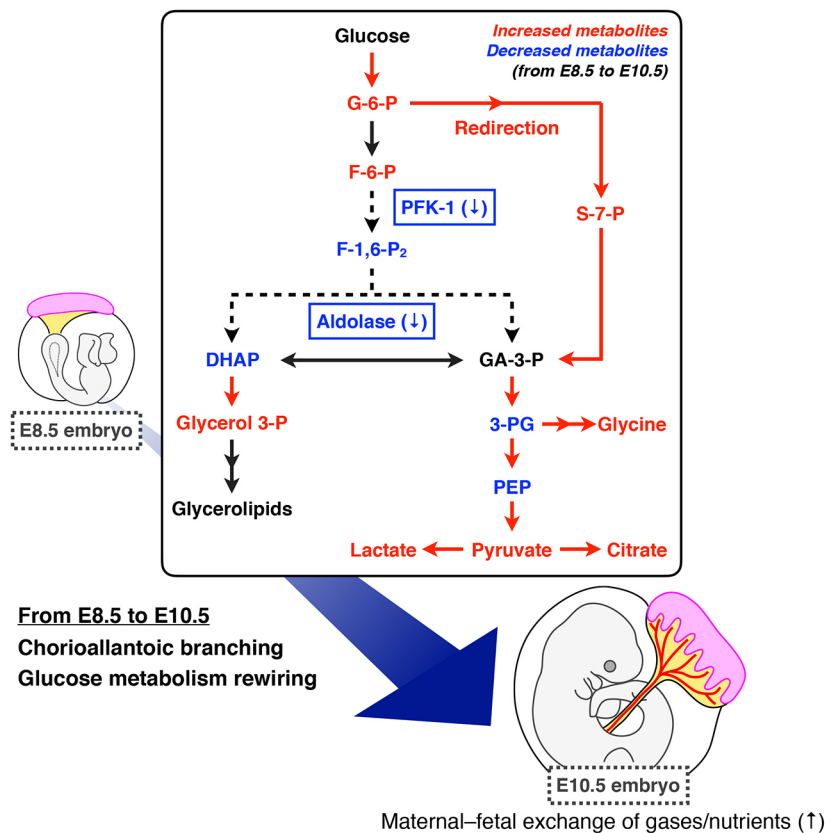 Glucose
Increased metabolites
Decreased metabolites
(from E8.5 to E10.5)
G-6-P
Redirection
F-6-P
PFK-1 (↓)
S-7-P
F-1,6-P₂
Aldolase (↓)
DHAP
GA-3-P
Glycerol 3-P
3-PG
Glycine
E8.5 embryo
PEP
Glycerolipids
Lactate
Pyruvate
Citrate
From E8.5 to E10.5
Chorioallantoic branching
Glucose metabolism rewiring
E10.5 embryo
Maternal–fetal exchange of gases/nutrients (↑)